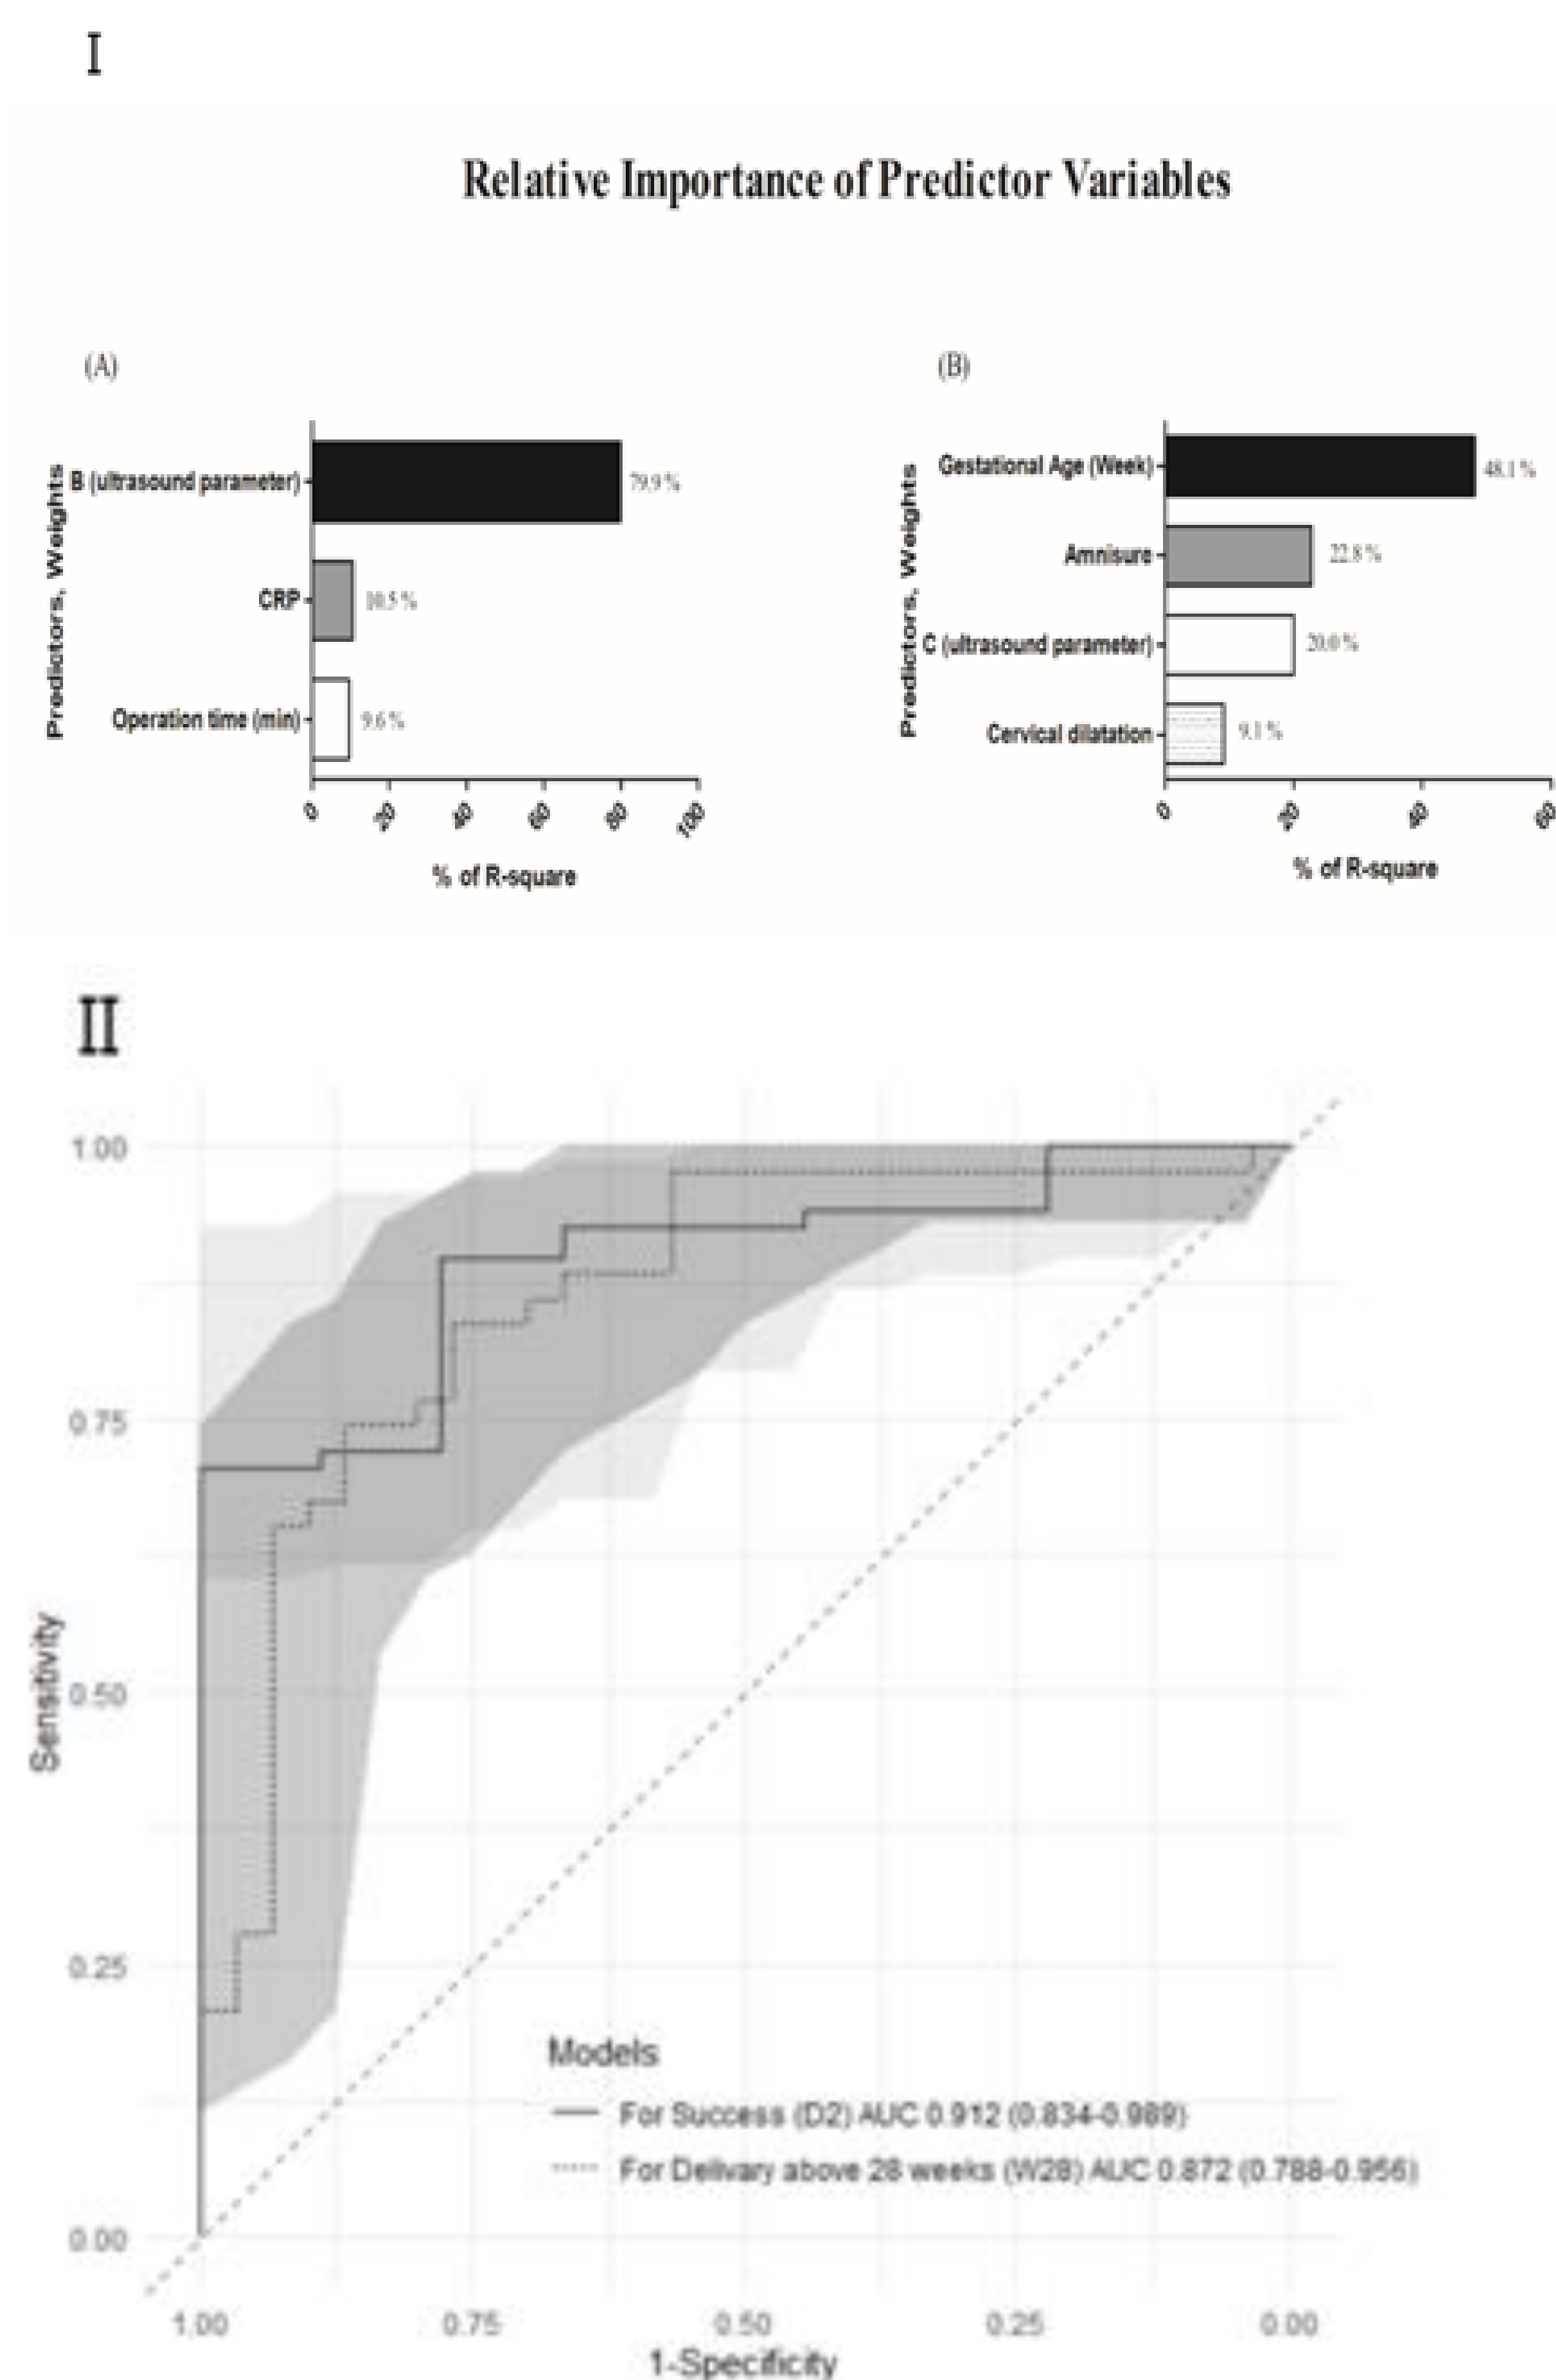 I
Relative Importance of Predictor Variables
(A)
Predictors, Weights
B (ultrasound parameter)
79.9 %
CRP
10.5 %
Operation time (min)
9.6 %
0 20 40 60 80 100
% of R-square
(B)
Predictors, Weights
Gestational Age (Week)
48.1 %
Amnisure
22.8 %
C (ultrasound parameter)
20.0 %
Cervical dilatation
9.1 %
0 20 40 60
% of R-square
II
Sensitivity
1.00
0.75
0.50
0.25
0.00
Models
For Success (D2) AUC 0.912 (0.834-0.989)
For Delivary above 28 weeks (W28) AUC 0.872 (0.788-0.956)
1.00 0.75 0.50 0.25 0.00
1-Specificity